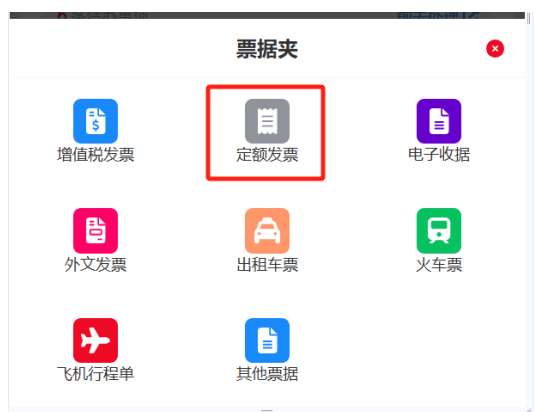 票据夹
增值税发票
定额发票
电子收据
外文发票
出租车票
火车票
飞机行程单
其他票据